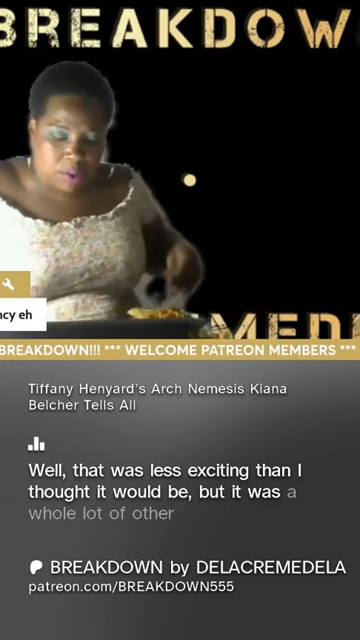 BREAKDOW
ncy eh
MEDI
BREAKDOWN!!! *** WELCOME PATREON MEMBERS ***
Tiffany Henyard's Arch Nemesis Kiana
Belcher Tells All
Well, that was less exciting than I
thought it would be, but it was a
whole lot of other
BREAKDOWN by DELACREMEDELA
patreon.com/BREAKDOWN555